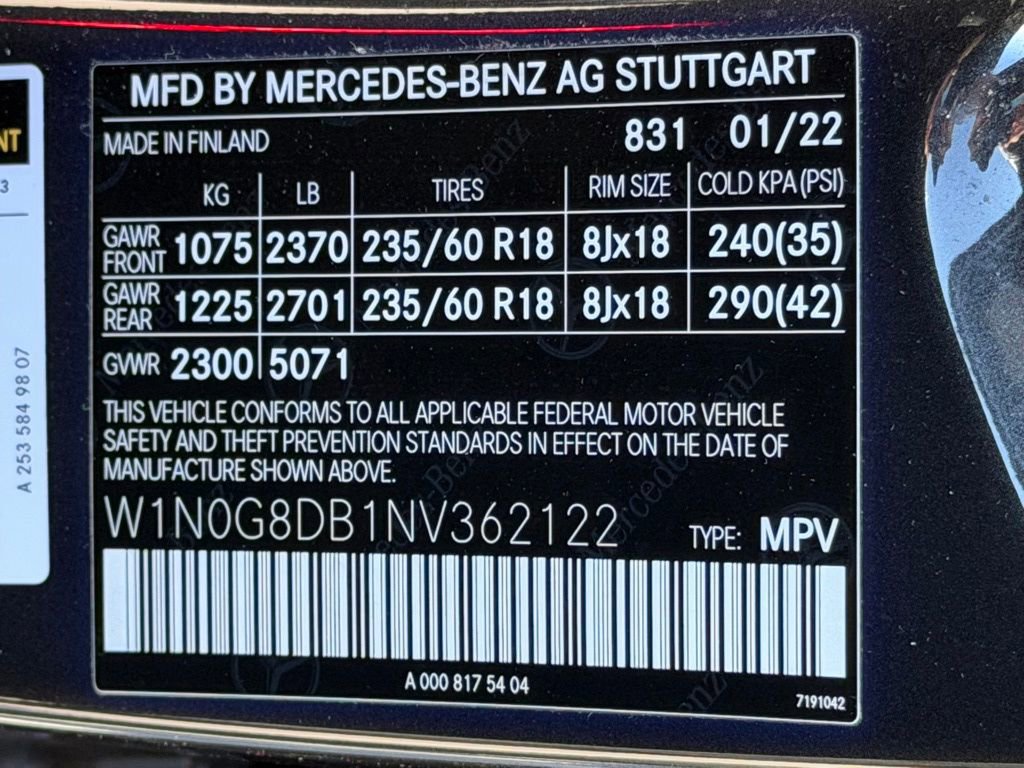 MFD BY MERCEDES-BENZ AG STUTTGART
MADE IN FINLAND 831 01/22
KG LB TIRES RIM SIZE COLD KPA (PSI)
GAWR FRONT 1075 2370 235/60 R18 8Jx18 240(35)
GAWR REAR 1225 2701 235/60 R18 8Jx18 290(42)
GVWR 2300 5071
THIS VEHICLE CONFORMS TO ALL APPLICABLE FEDERAL MOTOR VEHICLE
SAFETY AND THEFT PREVENTION STANDARDS IN EFFECT ON THE DATE OF
MANUFACTURE SHOWN ABOVE.
W1N0G8DB1NV362122 TYPE: MPV
A 000 817 54 04
7191042
NT
3
A 253 584 98 07
Mercedes-Benz